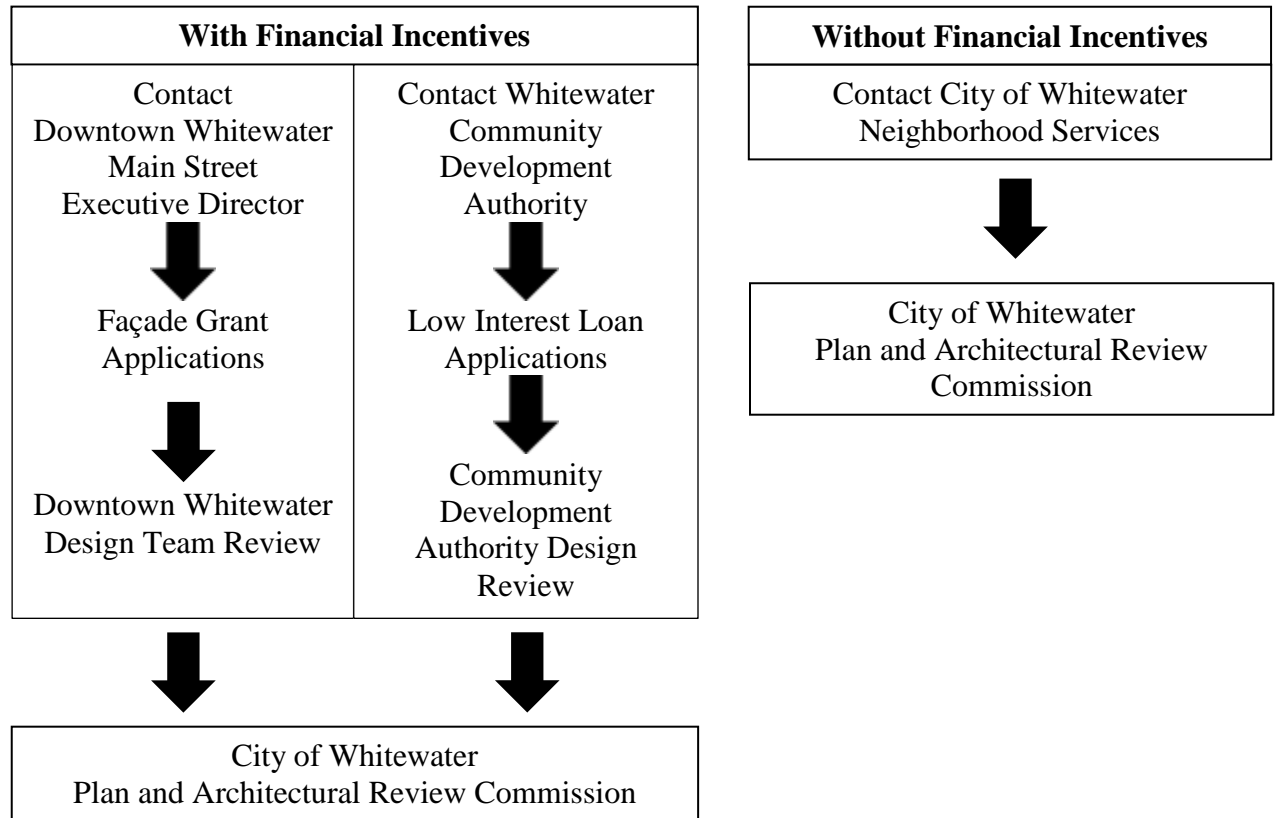 With Financial Incentives
Contact
Downtown Whitewater
Main Street
Executive Director
Façade Grant
Applications
Downtown Whitewater
Design Team Review
Contact Whitewater
Community
Development
Authority
Low Interest Loan
Applications
Community
Development
Authority Design
Review
City of Whitewater
Plan and Architectural Review Commission
Without Financial Incentives
Contact City of Whitewater
Neighborhood Services
City of Whitewater
Plan and Architectural Review
Commission